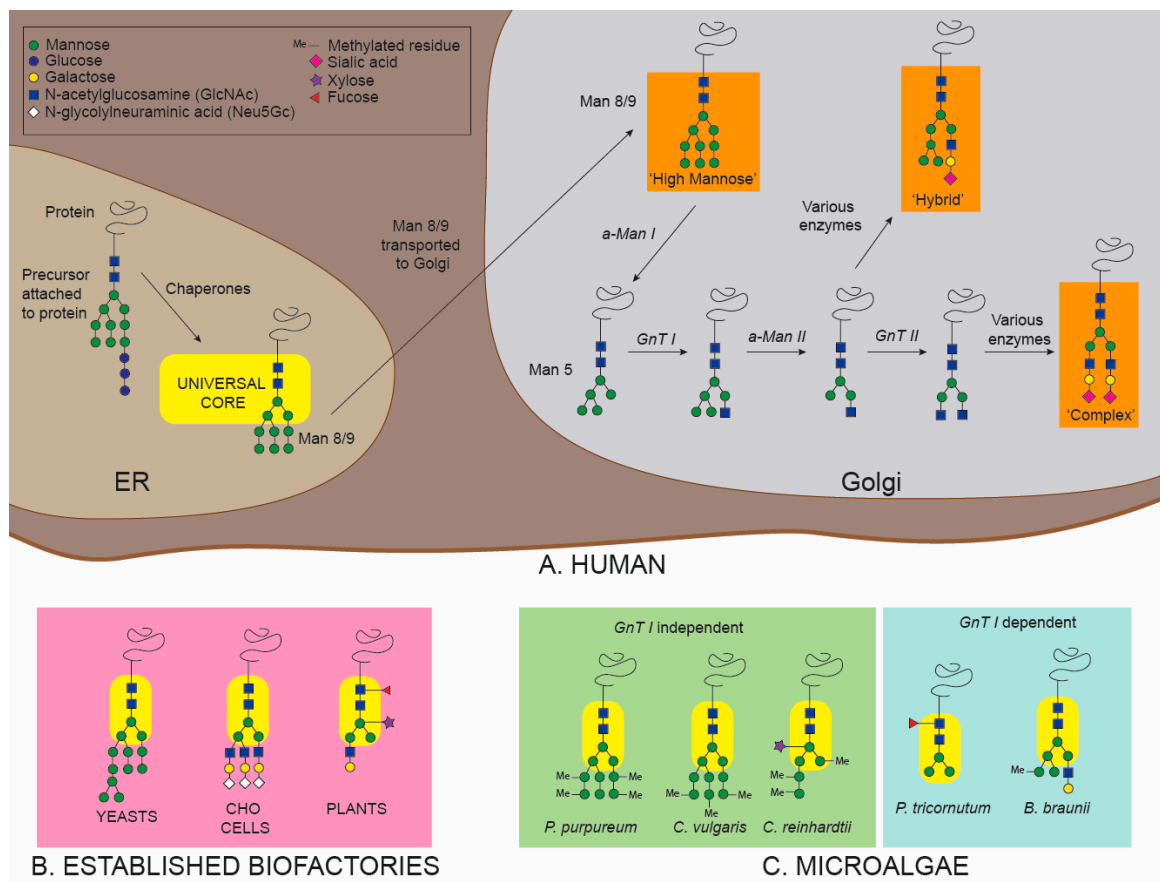 Mannose
Glucose
Galactose
N-acetylglucosamine (GlcNAc)
N-glycolylneuraminic acid (Neu5Gc)
Me
Methylated residue
Sialic acid
Xylose
Fucose
Protein
Precursor
attached
to protein
Chaperones
UNIVERSAL
CORE
Man 8/9
ER
Man 8/9
transported
to Golgi
Man 8/9
'High Mannose'
a-Man I
Various
enzymes
'Hybrid'
Man 5
GnT I
a-Man II
GnT II
Various
enzymes
'Complex'
Golgi
A. HUMAN
YEASTS
CHO
CELLS
PLANTS
B. ESTABLISHED BIOFACTORIES
GnT I independent
Me
Me
Me
Me
P. purpureum
Me
Me
Me
C. vulgaris
Me
Me
Me
C. reinhardtii
GnT I dependent
P. tricornutum
Me
B. braunii
C. MICROALGAE